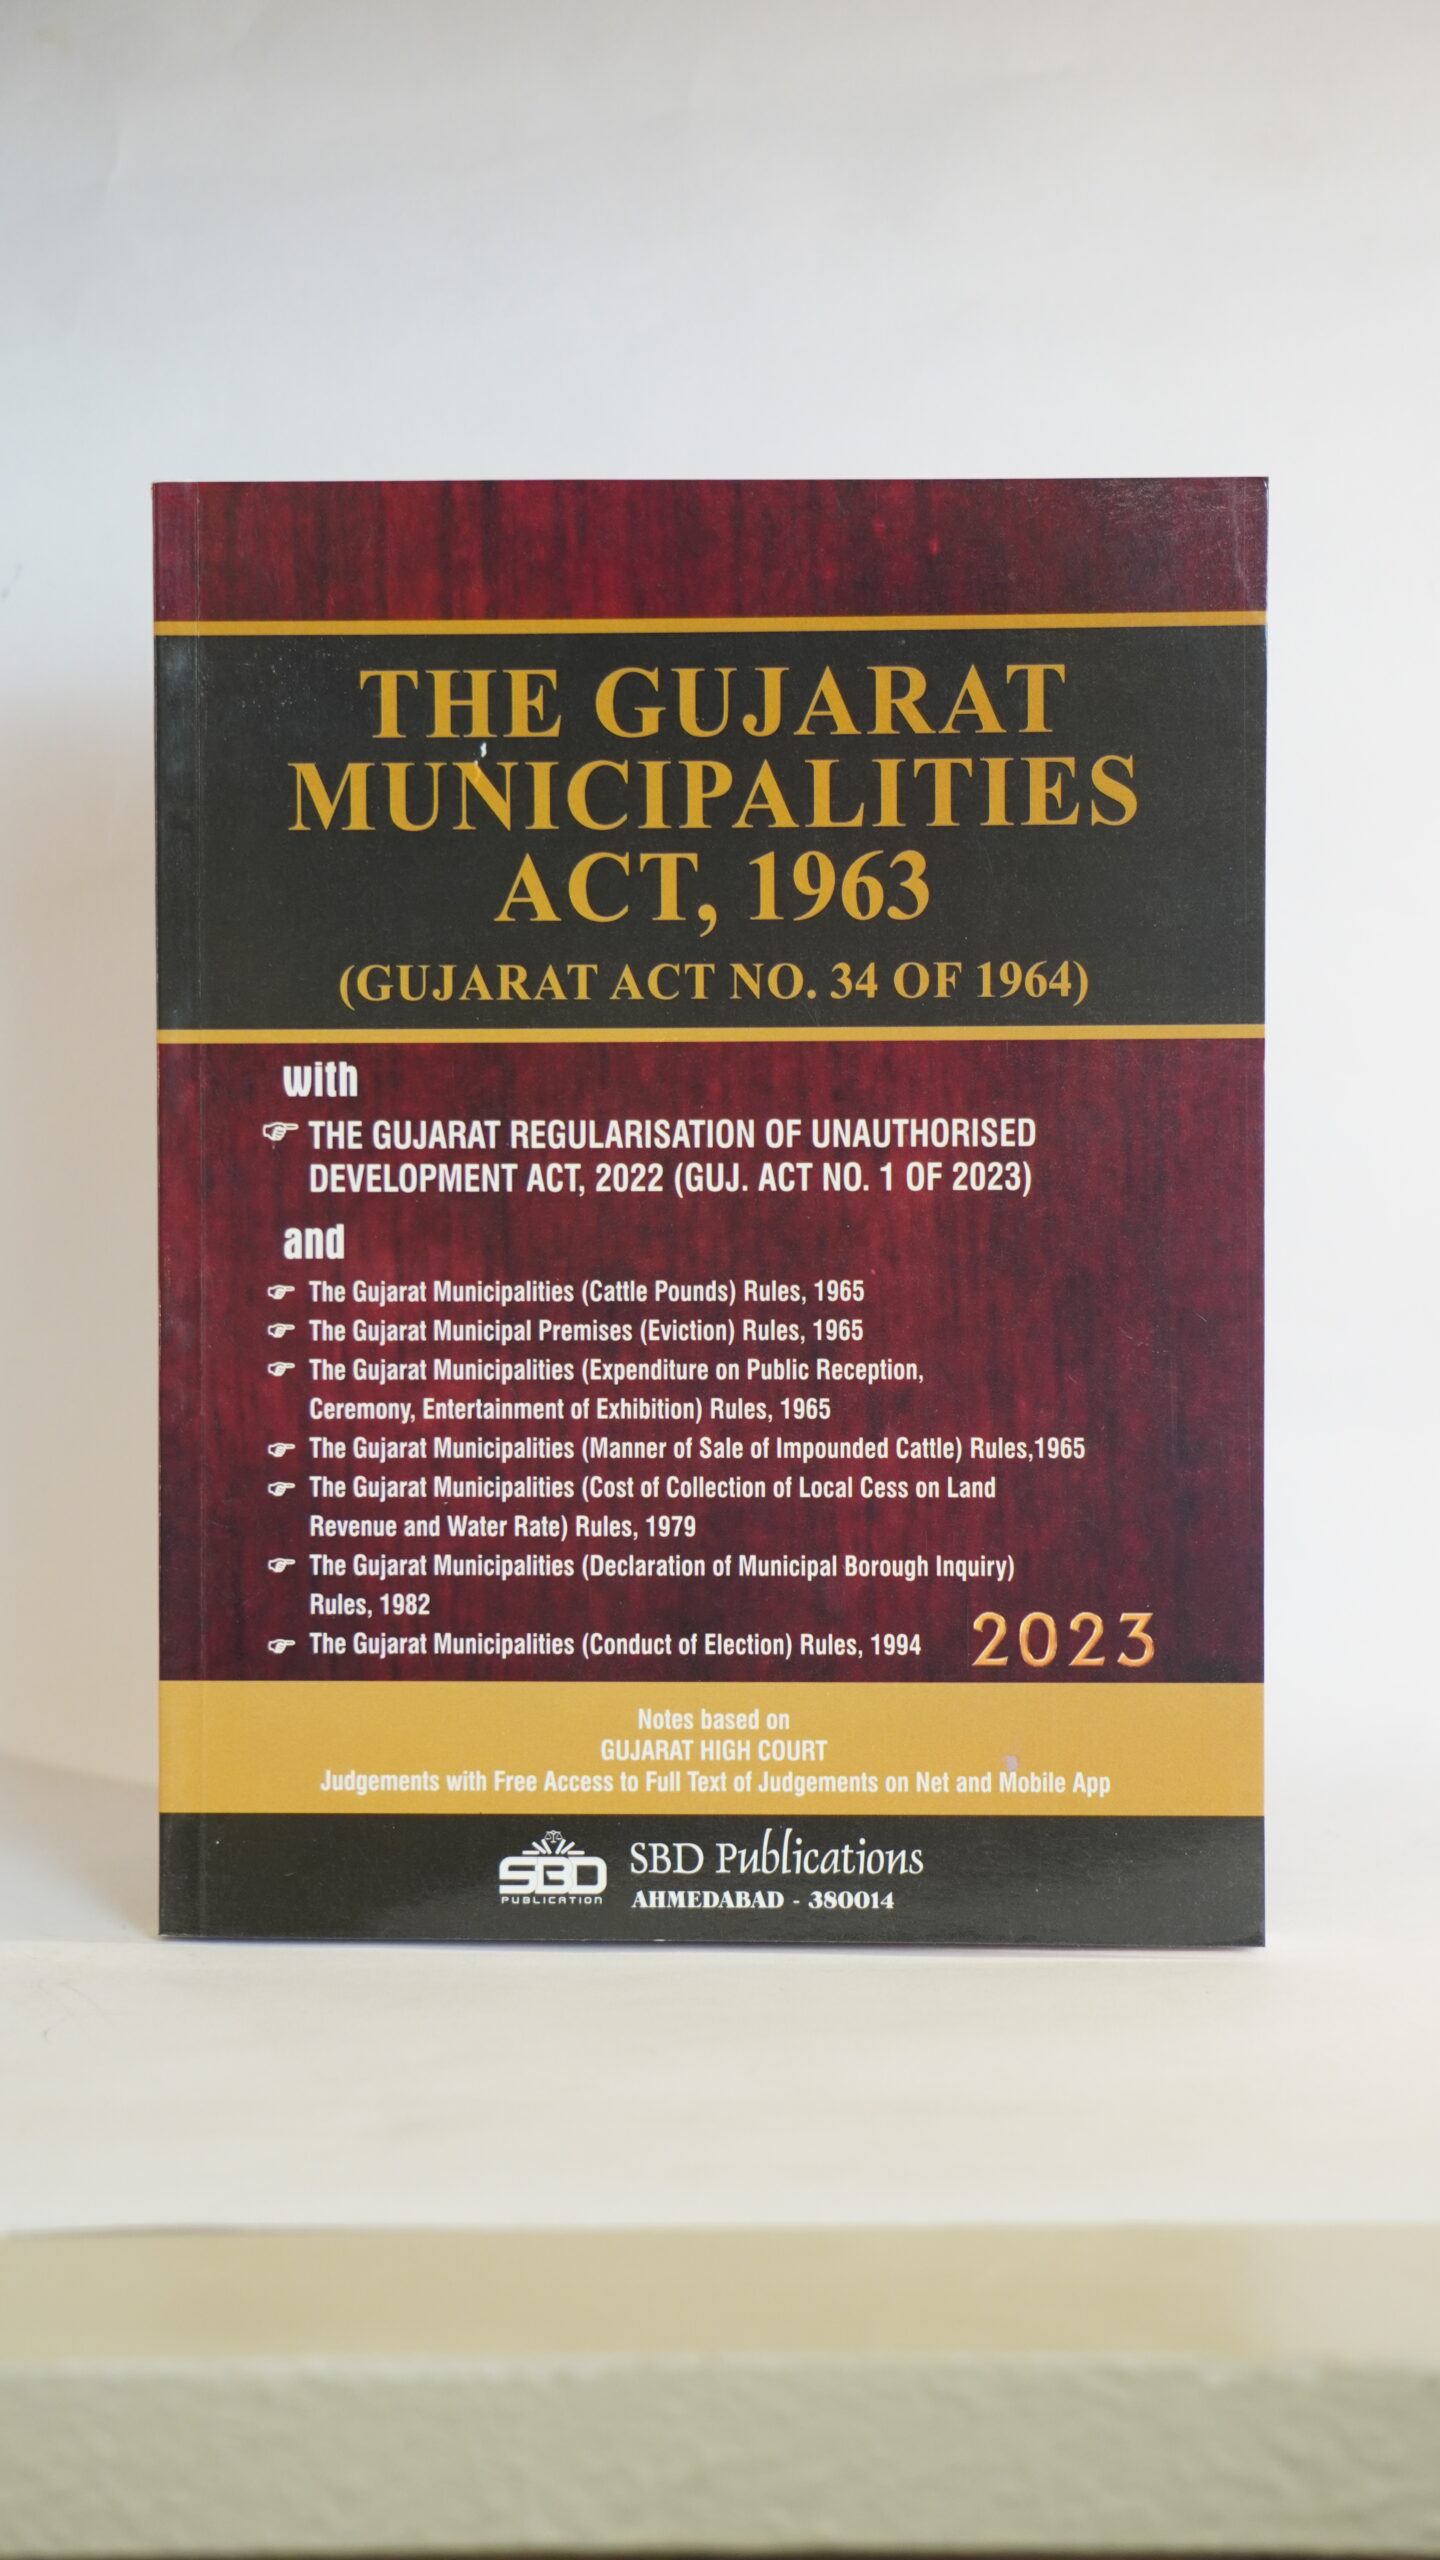 THE GUJARAT
MUNICIPALITIES
ACT, 1963
(GUJARAT ACT NO. 34 OF 1964)
with
THE GUJARAT REGULARISATION OF UNAUTHORISED
DEVELOPMENT ACT, 2022 (GUJ. ACT NO. 1 OF 2023)
and
The Gujarat Municipalities (Cattle Pounds) Rules, 1965
The Gujarat Municipal Premises (Eviction) Rules, 1965
The Gujarat Municipalities (Expenditure on Public Reception,
Ceremony, Entertainment of Exhibition) Rules, 1965
The Gujarat Municipalities (Manner of Sale of Impounded Cattle) Rules,1965
The Gujarat Municipalities (Cost of Collection of Local Cess on Land
Revenue and Water Rate) Rules, 1979
The Gujarat Municipalities (Declaration of Municipal Borough Inquiry)
Rules, 1982
The Gujarat Municipalities (Conduct of Election) Rules, 1994
2023
Notes based on
GUJARAT HIGH COURT
Judgements with Free Access to Full Text of Judgements on Net and Mobile App
SBD
PUBLICATION
SBD Publications
AHMEDABAD - 380014